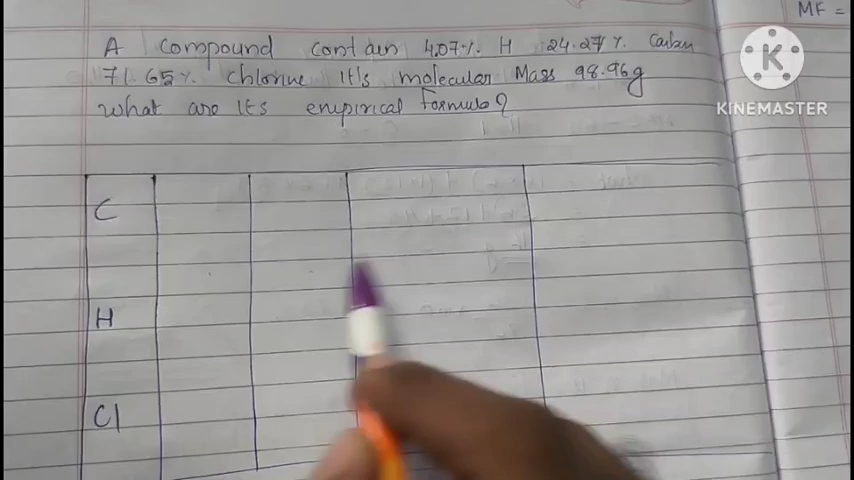 MF =
A compound contain 4.07% H 24.27% Carbon
71.65% chlorine It's molecular Mass 98.96g
what are its empirical formula?
K
KINEMASTER
C
H
Cl